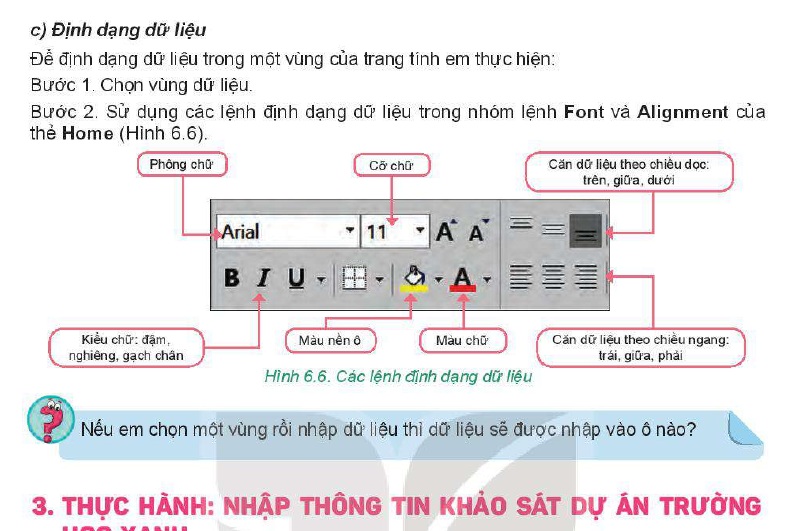 c) Định dạng dữ liệu
Để định dạng dữ liệu trong một vùng của trang tính em thực hiện:
Bước 1. Chọn vùng dữ liệu.
Bước 2. Sử dụng các lệnh định dạng dữ liệu trong nhóm lệnh Font và Alignment của
thẻ Home (Hình 6.6).
Phông chữ
Cỡ chữ
Căn dữ liệu theo chiều dọc:
trên, giữa, dưới
Arial
11
A A
B I U
A
Kiểu chữ: đậm,
nghiêng, gạch chân
Màu nền ô
Màu chữ
Căn dữ liệu theo chiều ngang:
trái, giữa, phải
Hình 6.6. Các lệnh định dạng dữ liệu
?
Nếu em chọn một vùng rồi nhập dữ liệu thì dữ liệu sẽ được nhập vào ô nào?
3. THỰC HÀNH: NHẬP THÔNG TIN KHẢO SÁT DỰ ÁN TRƯỜNG